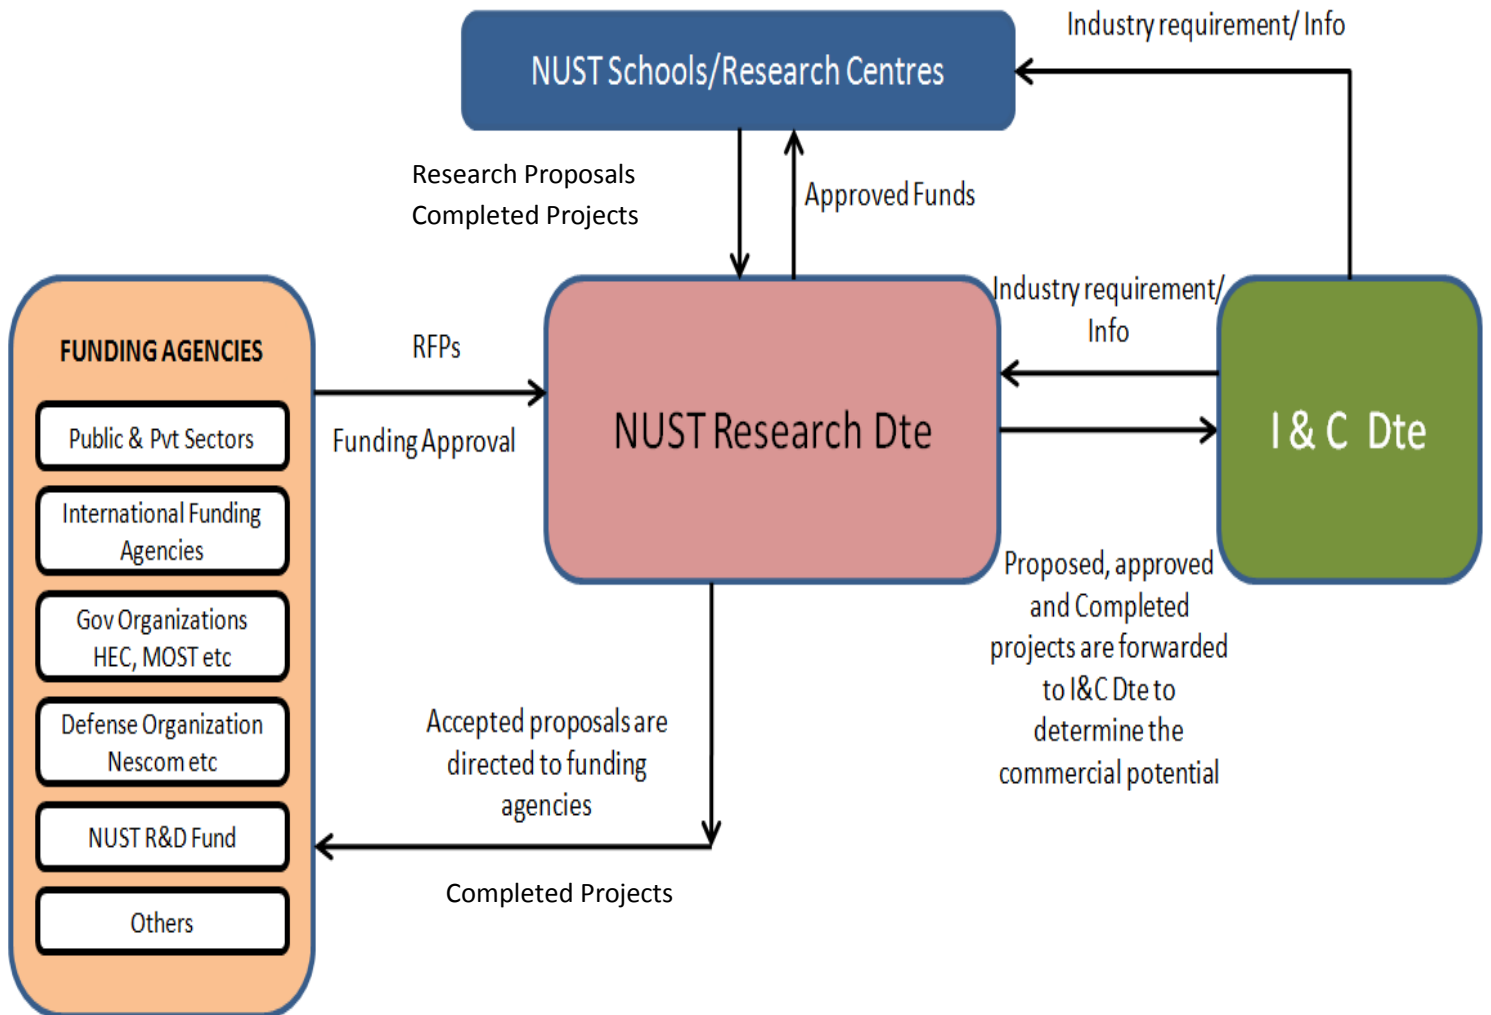 Industry requirement/ Info
NUST Schools/Research Centres
Research Proposals
Completed Projects
Approved Funds
FUNDING AGENCIES
Public & Pvt Sectors
International Funding
Agencies
Gov Organizations
HEC, MOST etc
Defense Organization
Nescom etc
NUST R&D Fund
Others
RFPs
Funding Approval
NUST Research Dte
Industry requirement/
Info
I & C Dte
Proposed, approved
and Completed
projects are forwarded
to I&C Dte to
determine the
commercial potential
Accepted proposals are
directed to funding
agencies
Completed Projects